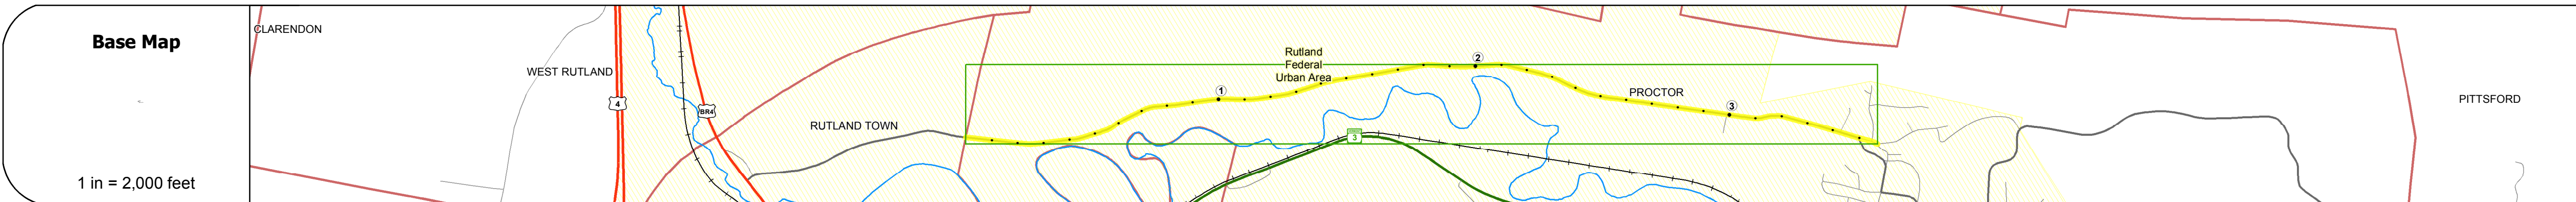 Base Map
1 in = 2,000 feet
CLARENDON
WEST RUTLAND
4
BR4
RUTLAND TOWN
1
Rutland
Federal
Urban Area
2
3
PROCTOR
3
PITTSFORD